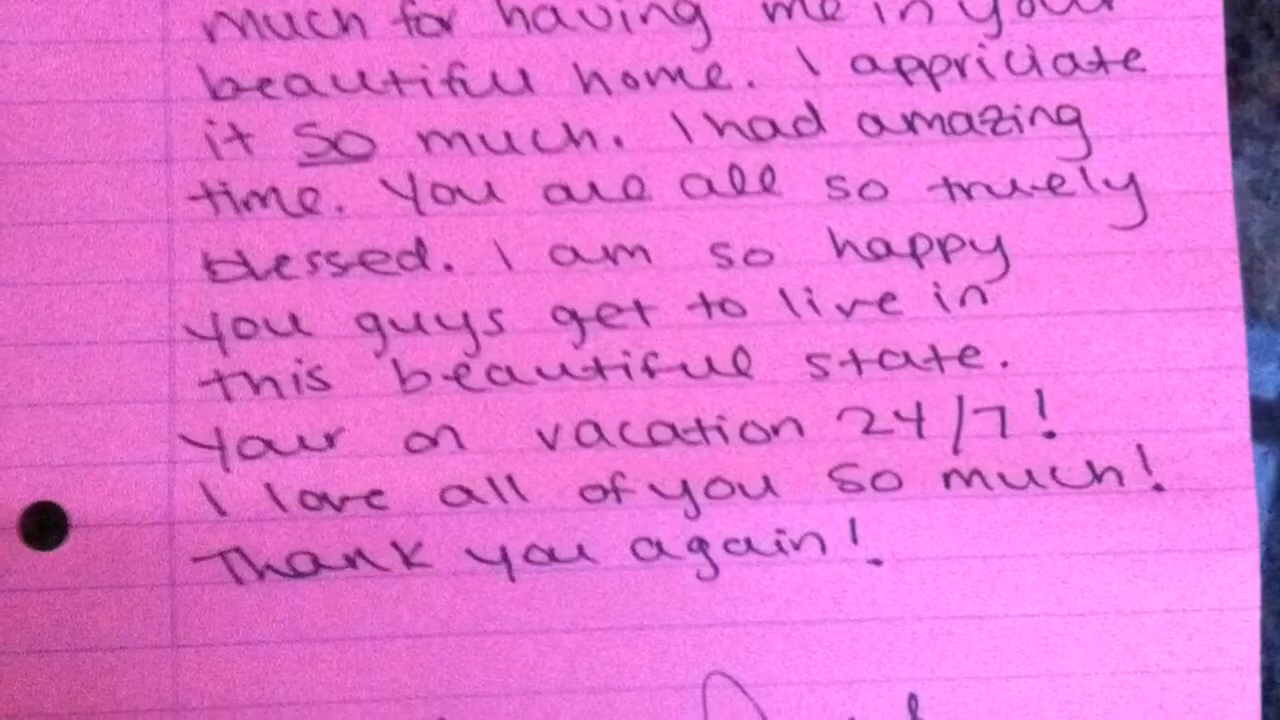 much for having me in your
beautiful home. I appriciate
it so much. I had amazing
time. You are all so truely
blessed. I am so happy
you guys get to live in
this beautiful state.
Your on vacation 24/7!
I love all of you so much!
Thank you again!